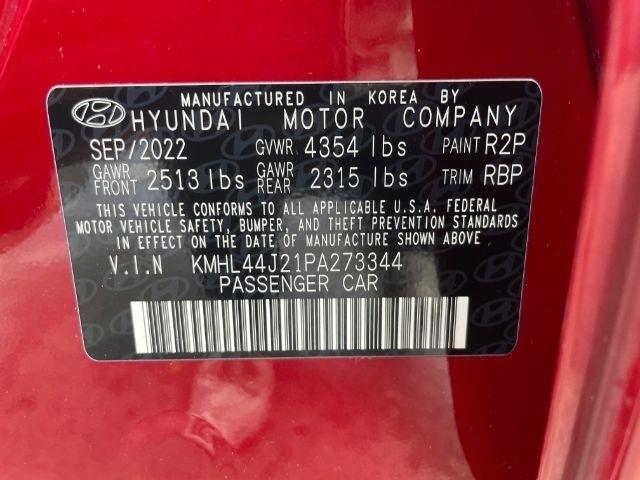 MANUFACTURED IN KOREA BY
HYUNDAI MOTOR COMPANY
SEP/2022 GVWR 4354 lbs PAINT R2P
GAWR FRONT 2513 lbs GAWR REAR 2315 lbs TRIM RBP
THIS VEHICLE CONFORMS TO ALL APPLICABLE U.S.A. FEDERAL
MOTOR VEHICLE SAFETY, BUMPER, AND THEFT PREVENTION STANDARDS
IN EFFECT ON THE DATE OF MANUFACTURE SHOWN ABOVE
V.I.N KMHL44J21PA273344
PASSENGER CAR